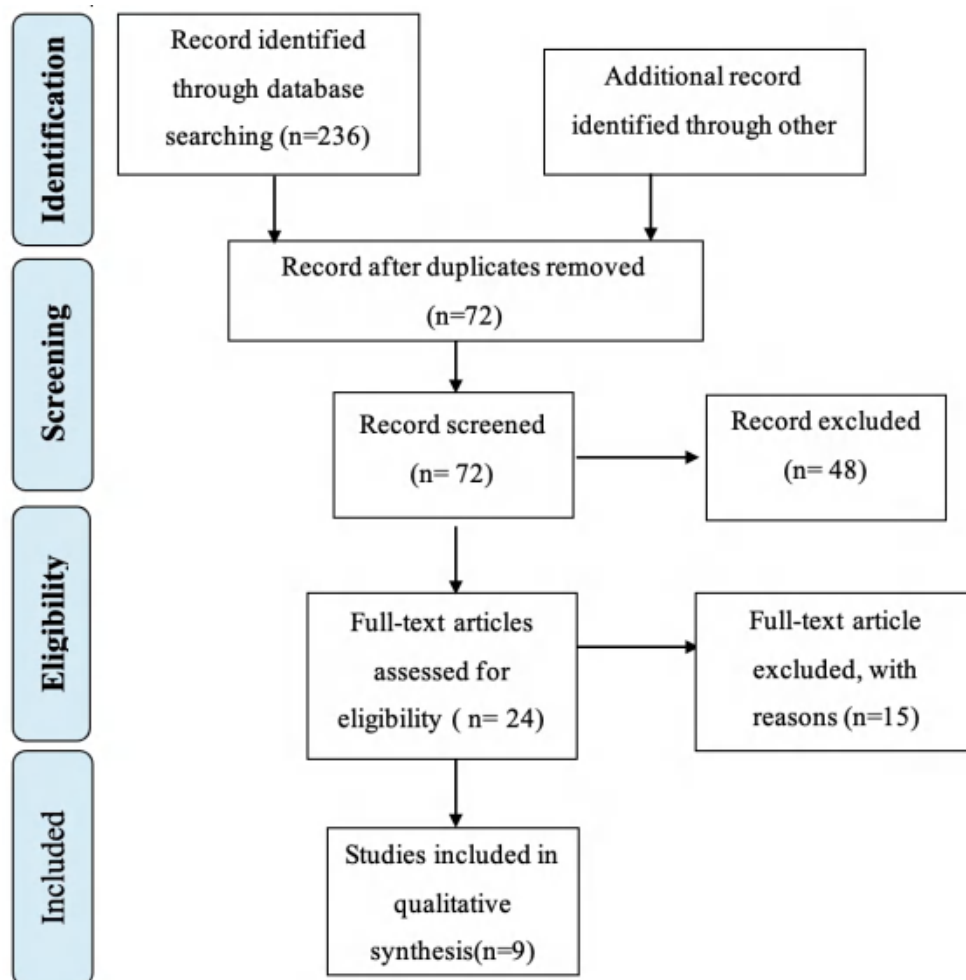 Identification
Record identified
through database
searching (n=236)
Additional record
identified through other
Screening
Record after duplicates removed
(n=72)
Record screened
(n= 72)
Record excluded
(n= 48)
Eligibility
Full-text articles
assessed for
eligibility ( n= 24)
Full-text article
excluded, with
reasons (n=15)
Included
Studies included in
qualitative
synthesis(n=9)